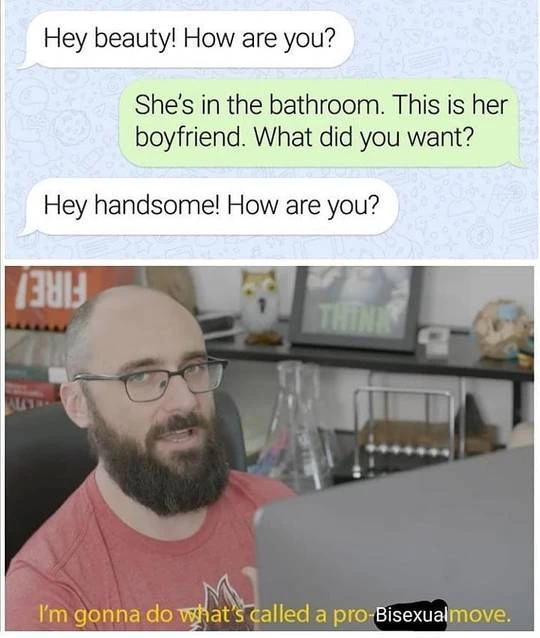 Hey beauty! How are you?
She's in the bathroom. This is her
boyfriend. What did you want?
Hey handsome! How are you?
FIRE!
THINK
I'm gonna do what's called a pro-Bisexual move.